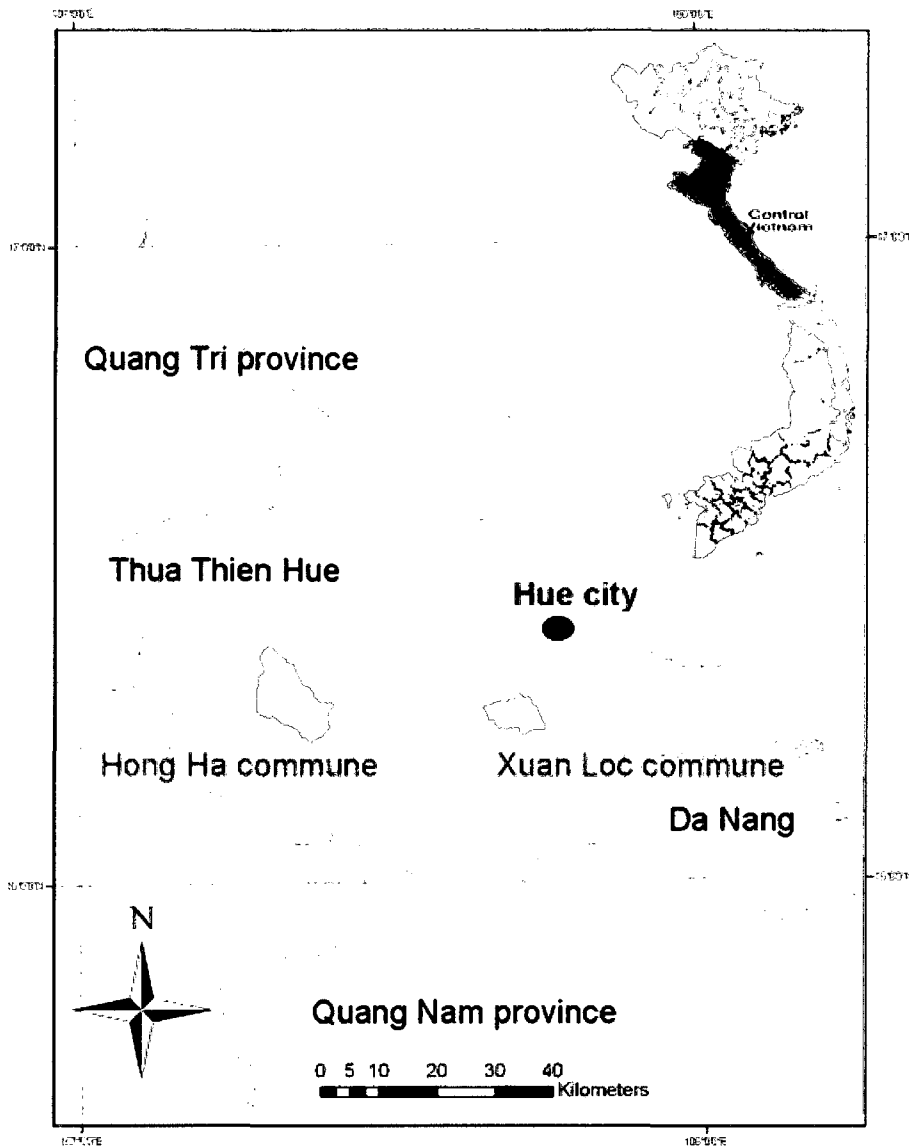 Central
Vietnam
Quang Tri province
Thua Thien Hue
Hue city
Hong Ha commune
Xuan Loc commune
Da Nang
N
Quang Nam province
0 5 10 20 30 40
Kilometers